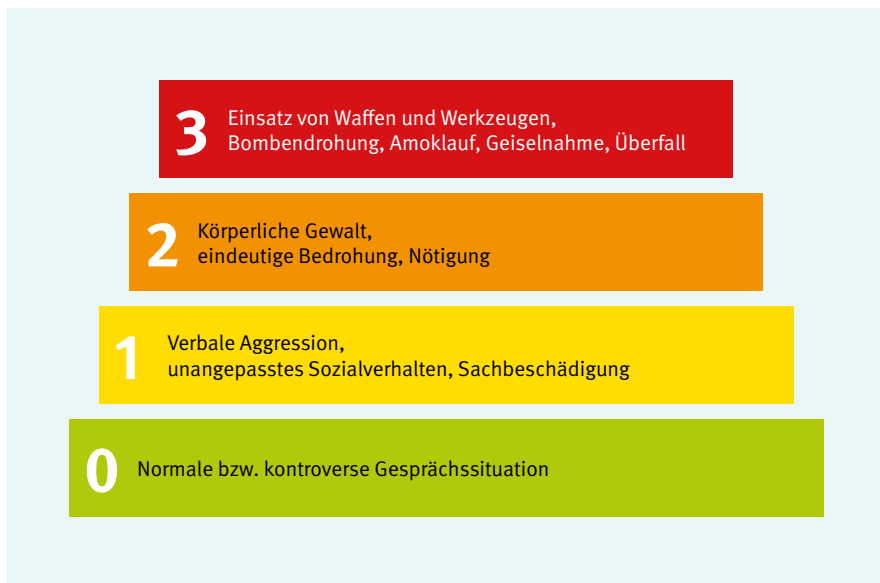 3
Einsatz von Waffen und Werkzeugen,
Bombendrohung, Amoklauf, Geiselnahme, Überfall
2
Körperliche Gewalt,
eindeutige Bedrohung, Nötigung
1
Verbale Aggression,
unangepasstes Sozialverhalten, Sachbeschädigung
0
Normale bzw. kontroverse Gesprächssituation